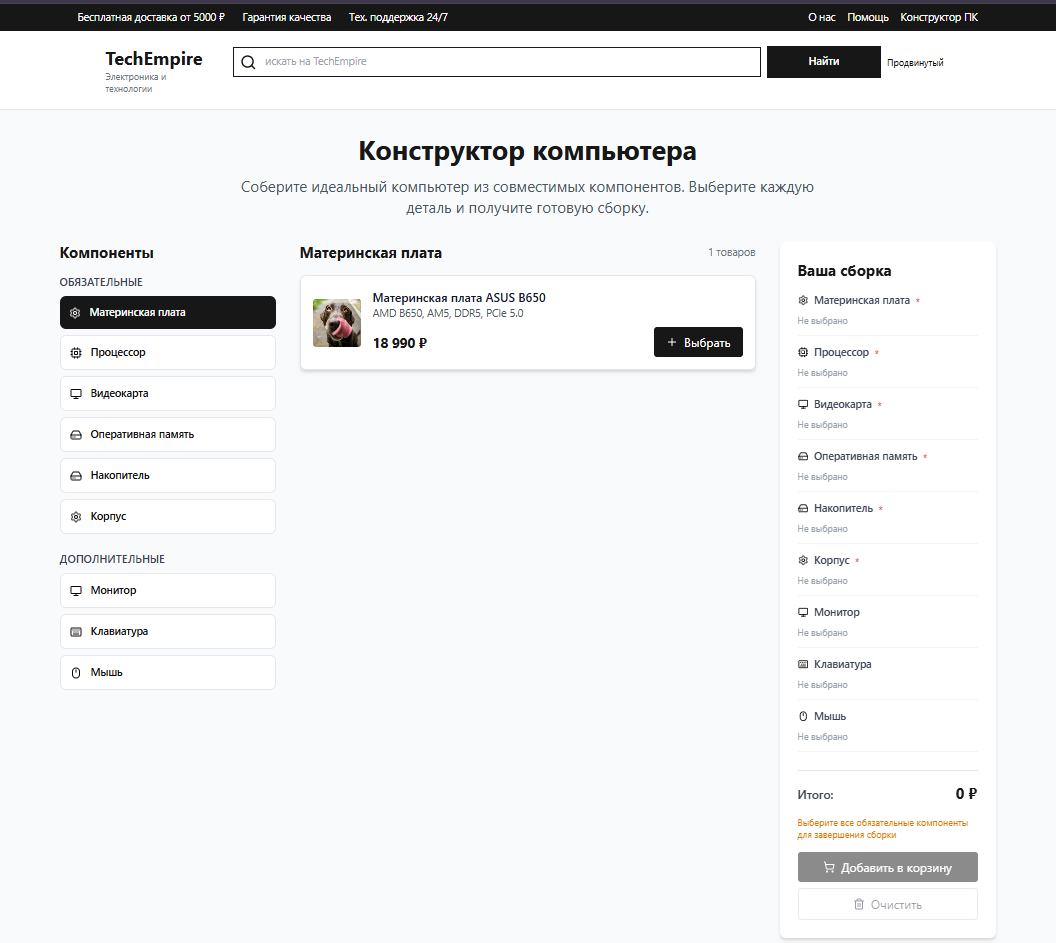 Бесплатная доставка от 5000 ₽ Гарантия качества Тех. поддержка 24/7 О нас Помощь Конструктор ПК
TechEmpire
Электроника и
технологии
искать на TechEmpire
Найти
Продвинутый
Конструктор компьютера
Соберите идеальный компьютер из совместимых компонентов. Выберите каждую
деталь и получите готовую сборку.
Компоненты
ОБЯЗАТЕЛЬНЫЕ
Материнская плата
Процессор
Видеокарта
Оперативная память
Накопитель
Корпус
ДОПОЛНИТЕЛЬНЫЕ
Монитор
Клавиатура
Мышь
Материнская плата
1 товаров
Материнская плата ASUS B650
AMD B650, AM5, DDR5, PCIe 5.0
18 990 ₽
+ Выбрать
Ваша сборка
Материнская плата *
Не выбрано
Процессор *
Не выбрано
Видеокарта *
Не выбрано
Оперативная память *
Не выбрано
Накопитель *
Не выбрано
Корпус *
Не выбрано
Монитор
Не выбрано
Клавиатура
Не выбрано
Мышь
Не выбрано
Итого: 0 ₽
Выберите все обязательные компоненты
для завершения сборки
Добавить в корзину
Очистить